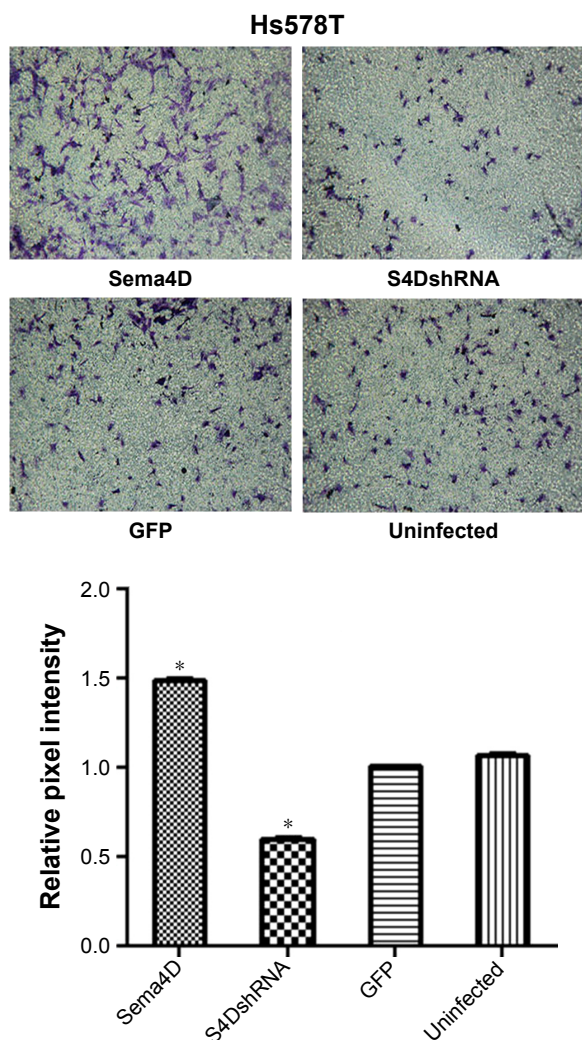 Hs578T
Sema4D
S4DshRNA
GFP
Uninfected
Relative pixel intensity
2.0
1.5
1.0
0.5
0.0
*
*
Sema4D
S4DshRNA
GFP
Uninfected